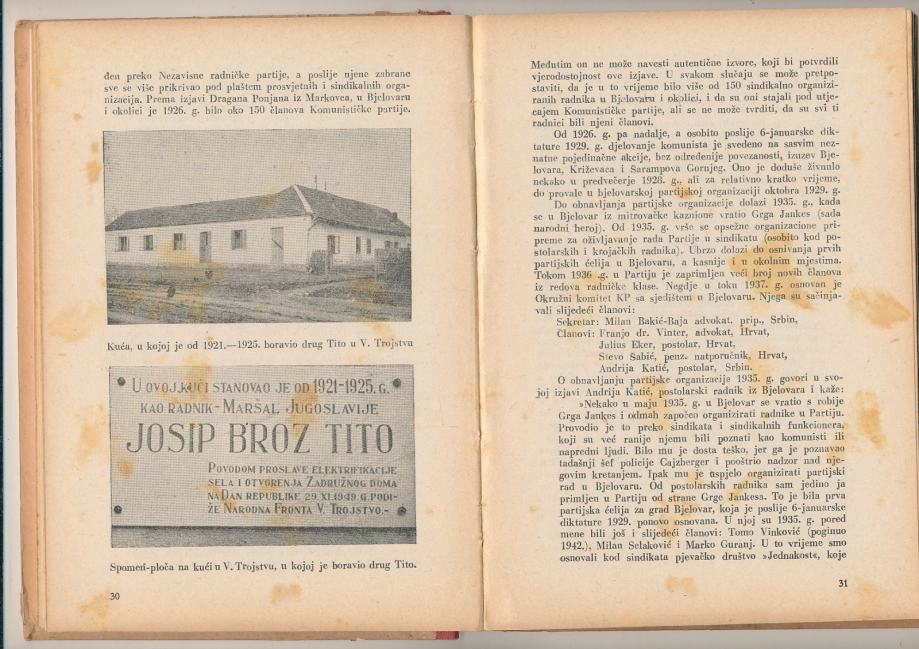 đen preko Nezavisne radničke partije, a poslije njene zabrane
sve se više prikrivao pod plaštem prosvjetnih i sindikalnih orga-
nizacija. Prema izjavi Dragana Ponjana iz Markovca, u Bjelovaru
i okolici je 1926. g. bilo oko 150 članova Komunističke partije.
Kuća, u kojoj je od 1921.—1925. boravio drug Tito u V. Trojstvu
U OVOJ KUĆI STANOVAO JE OD 1921-1925. G.
KAO RADNIK - MARŠAL JUGOSLAVIJE
JOSIP BROZ TITO
POVODOM PROSLAVE ELEKTRIFIKACIJE
SELA I OTVORENJA ZADRUŽNOG DOMA
NA DAN REPUBLIKE 29. XI. 1949. G. PODI-
ŽE NARODNA FRONTA V. TROJSTVO.-
Spomen-ploča na kući u V. Trojstvu, u kojoj je boravio drug Tito.
30
Međutim on ne može navesti autentične izvore, koji bi potvrdili
vjerodostojnost ove izjave. U svakom slučaju se može pretpo-
staviti, da je u to vrijeme bilo više od 150 sindikalno organizi-
ranih radnika u Bjelovaru i okolici, i da su oni stajali pod utje-
cajem Komunističke partije, ali se ne može tvrditi, da su svi ti
radnici bili njeni članovi.
Od 1926. g. pa nadalje, a osobito poslije 6-januarske dik-
tature 1929. g. djelovanje komunista je svedeno na sasvim nez-
natne pojedinačne akcije, bez određenije povezanosti, izuzev Bje-
lovara, Križevaca i Šarampova Gornjeg. Ono je doduše živnulo
nekako u predvečerje 1928. g., ali za relativno kratko vrijeme,
do provale u bjelovarskoj partijskoj organizaciji oktobra 1929. g.
Do obnavljanja partijske organizacije dolazi 1935. g., kada
se u Bjelovar iz mitrovačke kaznione vratio Grga Jankes (sada
narodni heroj). Od 1935. g. vrše se opsežne organizacione pri-
preme za oživljavanje rada Partije u sindikatu (osobito kod po-
stolarskih i krojačkih radnika). Ubrzo dolazi do osnivanja prvih
partijskih ćelija u Bjelovaru, a kasnije i u okolnim mjestima.
Tokom 1936 .g. u Partiju je zaprimljen veći broj novih članova
iz redova radničke klase. Negdje u toku 1937. g. osnovan je
Okružni komitet KP sa sjedištem u Bjelovaru. Njega su sačinja-
vali slijedeći članovi:
Sekretar: Milan Bakić-Baja advokat. prip., Srbin,
Članovi: Franjo dr. Vinter, advokat, Hrvat,
Julius Eker, postolar, Hrvat,
Stevo Šabić, penz. natporučnik, Hrvat,
Andrija Katić, postolar, Srbin.
O obnavljanju partijske organizacije 1935. g. govori u svo-
joj izjavi Andrija Katić, postolarski radnik iz Bjelovara i kaže:
»Nekako u maju 1935. g. u Bjelovar se vratio s robije
Grga Jankes i odmah započeo organizirati radnike u Partiju.
Provodio je to preko sindikata i sindikalnih funkcionera,
koji su već ranije njemu bili poznati kao komunisti ili
napredni ljudi. Bilo mu je dosta teško, jer ga je poznavao
tadašnji šef policije Gajzberger i pooštrio nadzor nad nje-
govim kretanjem. Ipak mu je uspjelo organizirati partijski
rad u Bjelovaru. Od postolarskih radnika sam jedino ja
primljen u Partiju od strane Grge Jankesa. To je bila prva
partijska ćelija za grad Bjelovar, koja je poslije 6-januarske
diktature 1929. ponovo osnovana. U njoj su 1935. g. pored
mene bili još i slijedeći članovi: Tomo Vinković (poginuo
1942.), Milan Selaković i Marko Guranj. U to vrijeme smo
osnovali kod sindikata pjevačko društvo »Jednakost«, koje
31